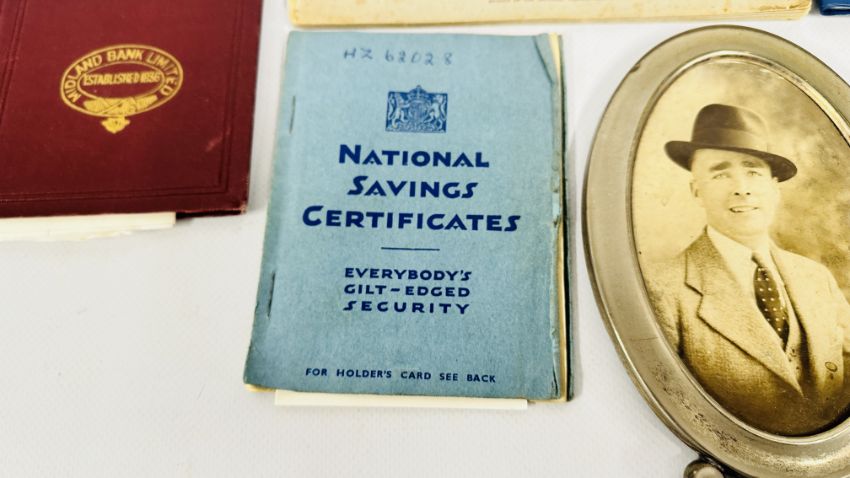 MIDLAND BANK LIMITED
ESTABLISHED 1836
HZ 62028
NATIONAL
SAVINGS
CERTIFICATES
EVERYBODY'S
GILT-EDGED
SECURITY
FOR HOLDER'S CARD SEE BACK